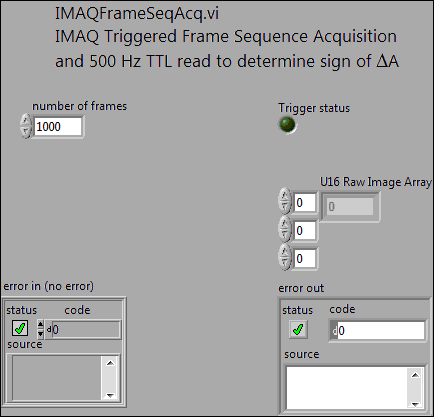 IMAQFrameSeqAcq.vi
IMAQ Triggered Frame Sequence Acquisition
and 500 Hz TTL read to determine sign of ΔA
number of frames
1000
Trigger status
U16 Raw Image Array
0
0
0
0
error in (no error)
status code
d0
source
error out
status code
d0
source